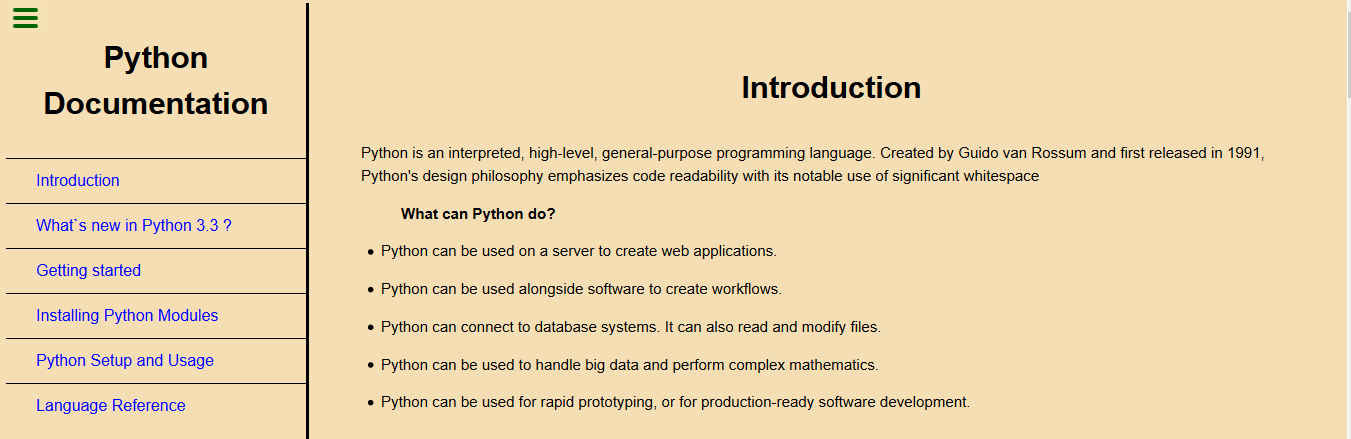 Python
Documentation
Introduction
What`s new in Python 3.3 ?
Getting started
Installing Python Modules
Python Setup and Usage
Language Reference
Introduction
Python is an interpreted, high-level, general-purpose programming language. Created by Guido van Rossum and first released in 1991,
Python's design philosophy emphasizes code readability with its notable use of significant whitespace
What can Python do?
Python can be used on a server to create web applications.
Python can be used alongside software to create workflows.
Python can connect to database systems. It can also read and modify files.
Python can be used to handle big data and perform complex mathematics.
Python can be used for rapid prototyping, or for production-ready software development.